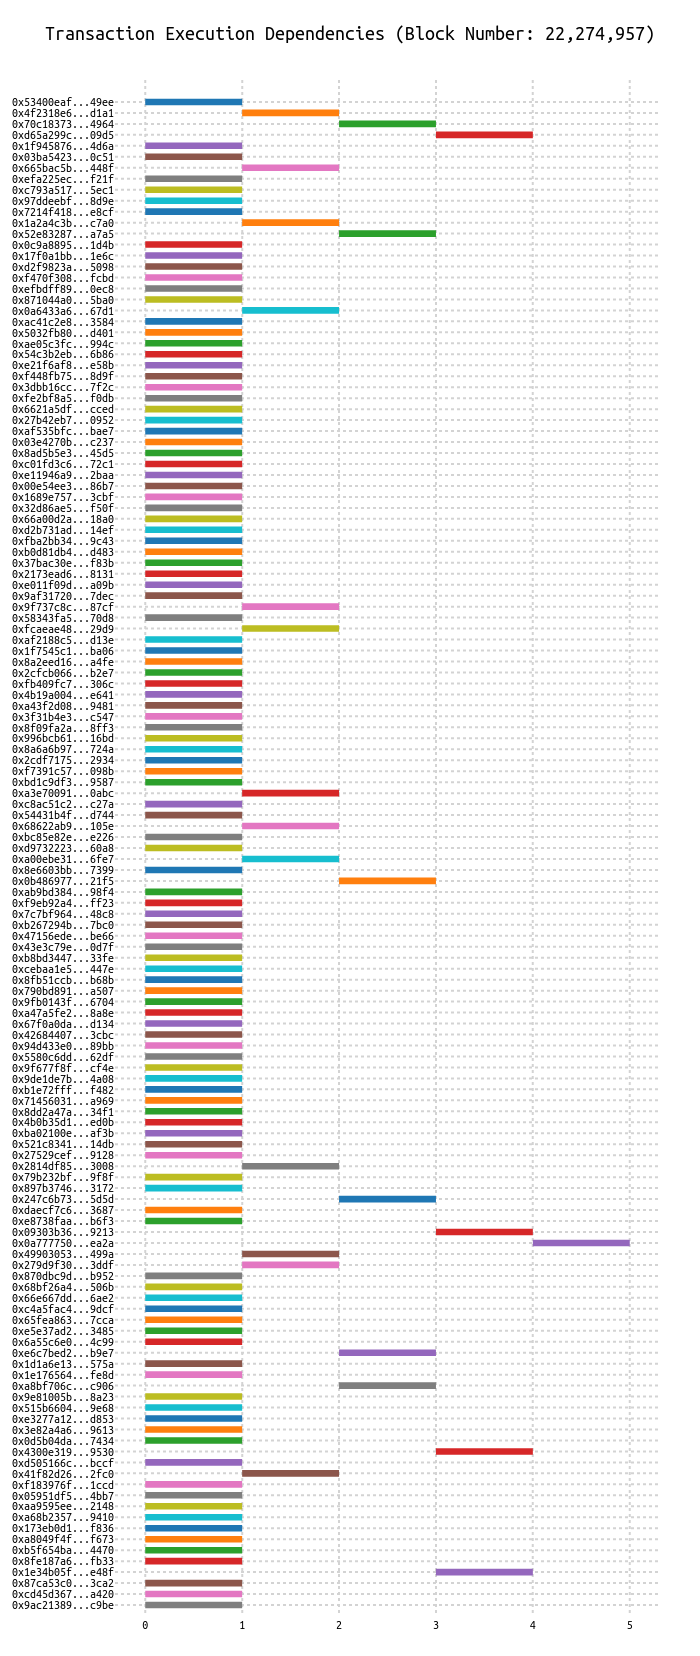 Transaction Execution Dependencies (Block Number: 22,274,957)
0x53400eaf...49ee
0x4f2318e6...d1a1
0x70c18373...4964
0xd65a299c...09d5
0x1f945876...4d6a
0x03ba5423...0c51
0x665bac5b...448f
0xefa225ec...f21f
0xc793a517...5ec1
0x97ddeebf...8d9e
0x7214f418...e8cf
0x1a2a4c3b...c7a0
0x52e83287...a7a5
0x0c9a8895...1d4b
0x17f0a1bb...1e6c
0xd2f9823a...5098
0xf470f308...fcbd
0xefbdff89...0ec8
0x871044a0...5ba0
0x0a6433a6...67d1
0xac41c2e8...3584
0x5032fb80...d401
0xae05c3fc...994c
0x54c3b2eb...6b86
0xe21f6af8...e58b
0xf448fb75...8d9f
0x3dbb16cc...7f2c
0xfe2bf8a5...f0db
0x6621a5df...cced
0x27b42eb7...0952
0xaf535bfc...bae7
0x03e4270b...c237
0x8ad5b5e3...45d5
0xc01fd3c6...72c1
0xe11946a9...2baa
0x00e54ee3...86b7
0x1689e757...3cbf
0x32d86ae5...f50f
0x66a00d2a...18a0
0xd2b731ad...14ef
0xfba2bb34...9c43
0xb0d81db4...d483
0x37bac30e...f83b
0x2173ead6...8131
0xe011f09d...a09b
0x9af31720...7dec
0x9f737c8c...87cf
0x58343fa5...70d8
0xfcaeae48...29d9
0xaf2188c5...d13e
0x1f7545c1...ba06
0x8a2eed16...a4fe
0x2cfcb066...b2e7
0xfb409fc7...306c
0x4b19a004...e641
0xa43f2d08...9481
0x3f31b4e3...c547
0x8f09fa2a...8ff3
0x996bcb61...16bd
0x8a6a6b97...724a
0x2cdf7175...2934
0xf7391c57...098b
0xbd1c9df3...9587
0xa3e70091...0abc
0xc8ac51c2...c27a
0x54431b4f...d744
0x68622ab9...105e
0xbc85e82e...e226
0xd9732223...60a8
0xa00ebe31...6fe7
0x8e6603bb...7399
0x0b486977...21f5
0xab9bd384...98f4
0xf9eb92a4...ff23
0x7c7bf964...48c8
0xb267294b...7bc0
0x47156ede...be66
0x43e3c79e...0d7f
0xb8bd3447...33fe
0xcebaa1e5...447e
0x8fb51ccb...b68b
0x790bd891...a507
0x9fb0143f...6704
0xa47a5fe2...8a8e
0x67f0a0da...d134
0x42684407...3cbc
0x94d433e0...89bb
0x5580c6dd...62df
0x9f677f8f...cf4e
0x9de1de7b...4a08
0xb1e72fff...f482
0x71456031...a969
0x8dd2a47a...34f1
0x4b0b35d1...ed0b
0xba02100e...af3b
0x521c8341...14db
0x27529cef...9128
0x2814df85...3008
0x79b232bf...9f8f
0x897b3746...3172
0x247c6b73...5d5d
0xdaecf7c6...3687
0xe8738faa...b6f3
0x09303b36...9213
0x0a777750...ea2a
0x49903053...499a
0x279d9f30...3ddf
0x870dbc9d...b952
0x68bf26a4...506b
0x66e667dd...6ae2
0xc4a5fac4...9dcf
0x65fea863...7cca
0xe5e37ad2...3485
0x6a55c6e0...4c99
0xe6c7bed2...b9e7
0x1d1a6e13...575a
0x1e176564...fe8d
0xa8bf706c...c906
0x9e81005b...8a23
0x515b6604...9e68
0xe3277a12...d853
0x3e82a4a6...9613
0x0d5b04da...7434
0x4300e319...9530
0xd505166c...bccf
0x41f82d26...2fc0
0xf183976f...1ccd
0x05951df5...4bb7
0xaa9595ee...2148
0xa68b2357...9410
0x173eb0d1...f836
0xa8049f4f...f673
0xb5f654ba...4470
0x8fe187a6...fb33
0x1e34b05f...e48f
0x87ca53c0...3ca2
0xcd45d367...a420
0x9ac21389...c9be
0 1 2 3 4 5